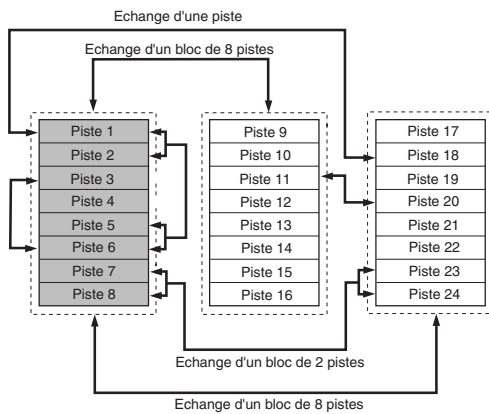 Echange d'une piste
Echange d'un bloc de 8 pistes
Piste 1
Piste 2
Piste 3
Piste 4
Piste 5
Piste 6
Piste 7
Piste 8
Piste 9
Piste 10
Piste 11
Piste 12
Piste 13
Piste 14
Piste 15
Piste 16
Piste 17
Piste 18
Piste 19
Piste 20
Piste 21
Piste 22
Piste 23
Piste 24
Echange d'un bloc de 2 pistes
Echange d'un bloc de 8 pistes